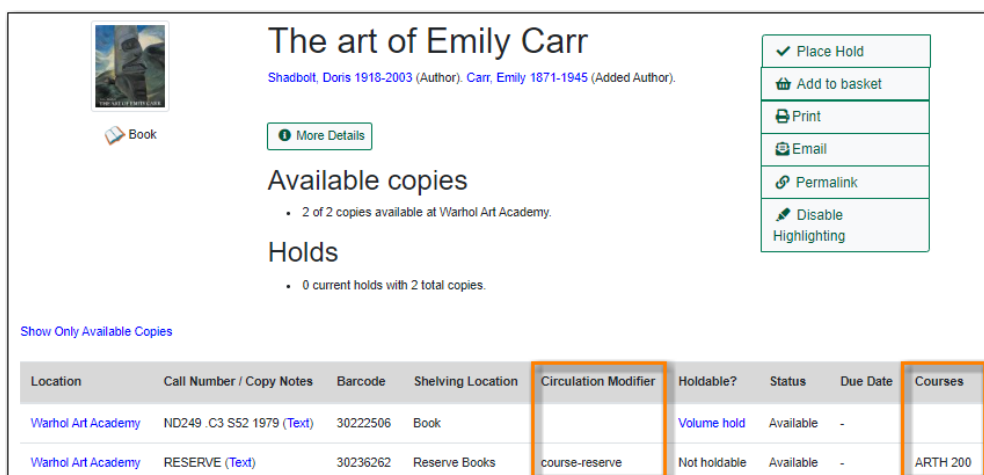 The art of Emily Carr
Shadbolt, Doris 1918-2003 (Author). Carr, Emily 1871-1945 (Added Author).
THE ART OF EMILY CARR
Book
More Details
Available copies
• 2 of 2 copies available at Warhol Art Academy.
Holds
• 0 current holds with 2 total copies.
Place Hold
Add to basket
Print
Email
Permalink
Disable
Highlighting
Show Only Available Copies
Location Call Number / Copy Notes Barcode Shelving Location Circulation Modifier Holdable? Status Due Date Courses
Warhol Art Academy ND249 .C3 S52 1979 (Text) 30222506 Book Volume hold Available -
Warhol Art Academy RESERVE (Text) 30236262 Reserve Books course-reserve Not holdable Available - ARTH 200